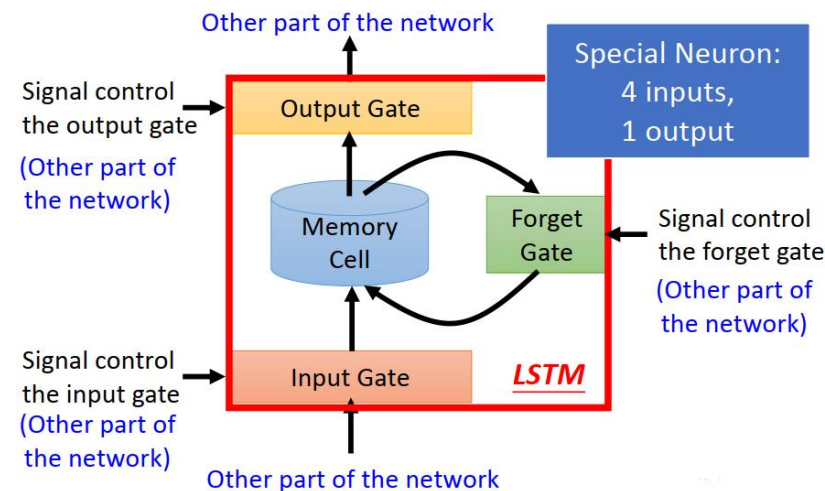 Other part of the network
Special Neuron:
4 inputs,
1 output
Signal control
the output gate
(Other part of
the network)
Output Gate
Memory
Cell
Forget
Gate
Signal control
the forget gate
(Other part of
the network)
Signal control
the input gate
(Other part of
the network)
Input Gate
LSTM
Other part of the network